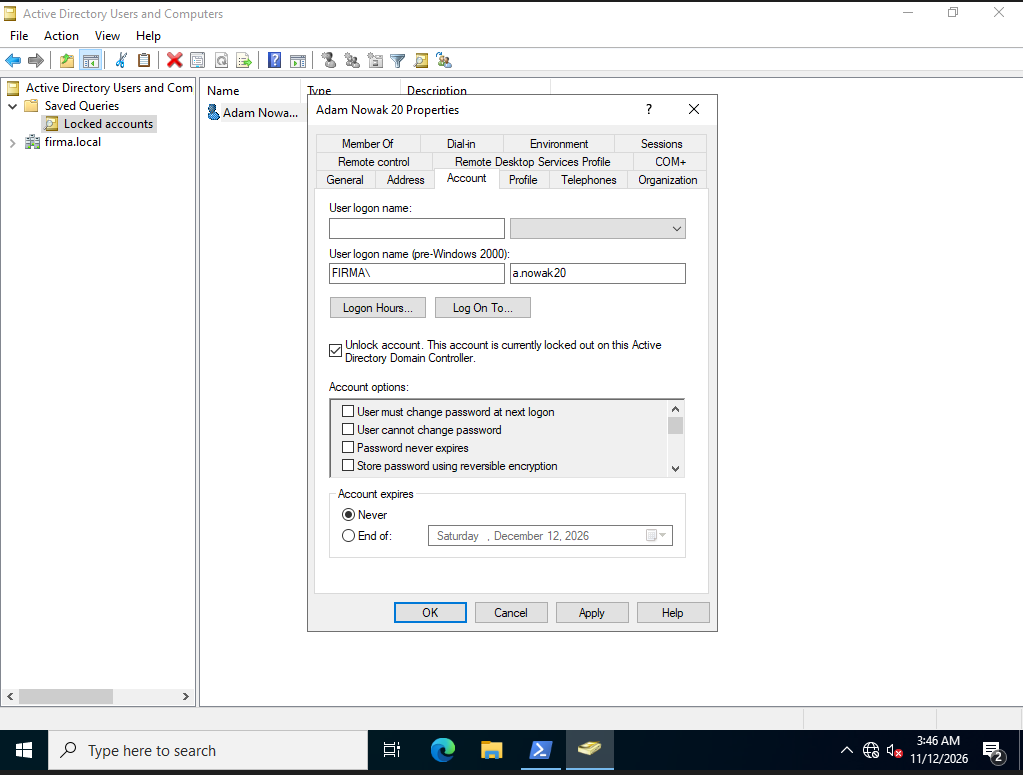 Active Directory Users and Computers
File Action View Help
Active Directory Users and Com
Saved Queries
Locked accounts
firma.local
Name Type Description
Adam Nowa...
Adam Nowak 20 Properties
? 
Member Of Dial-in Environment Sessions
Remote control Remote Desktop Services Profile COM+
General Address Account Profile Telephones Organization
User logon name:
User logon name (pre-Windows 2000):
FIRMA\ a.nowak20
Logon Hours... Log On To...
Unlock account. This account is currently locked out on this Active
Directory Domain Controller.
Account options:
User must change password at next logon
User cannot change password
Password never expires
Store password using reversible encryption
Account expires
Never
End of: Saturday , December 12, 2026
OK Cancel Apply Help
Type here to search
3:46 AM
11/12/2026
2